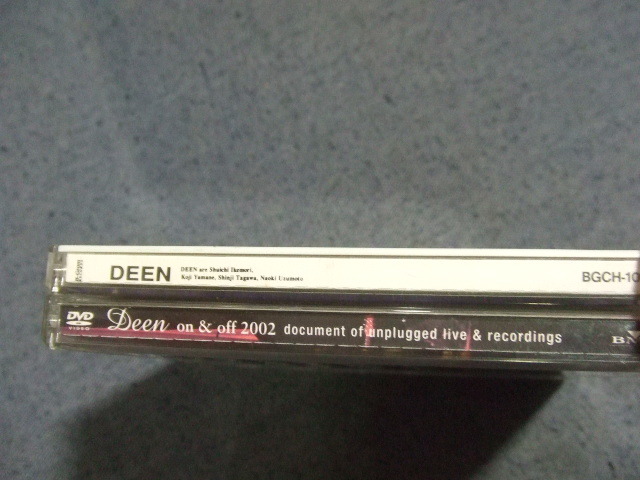 DEEN
DEEN are Shuichi Ikemori,
Koji Yamane, Shinji Tagawa, Naoki Uzumoto
BGCH-10
DVD
VIDEO
Deen on & off 2002 document of unplugged live & recordings